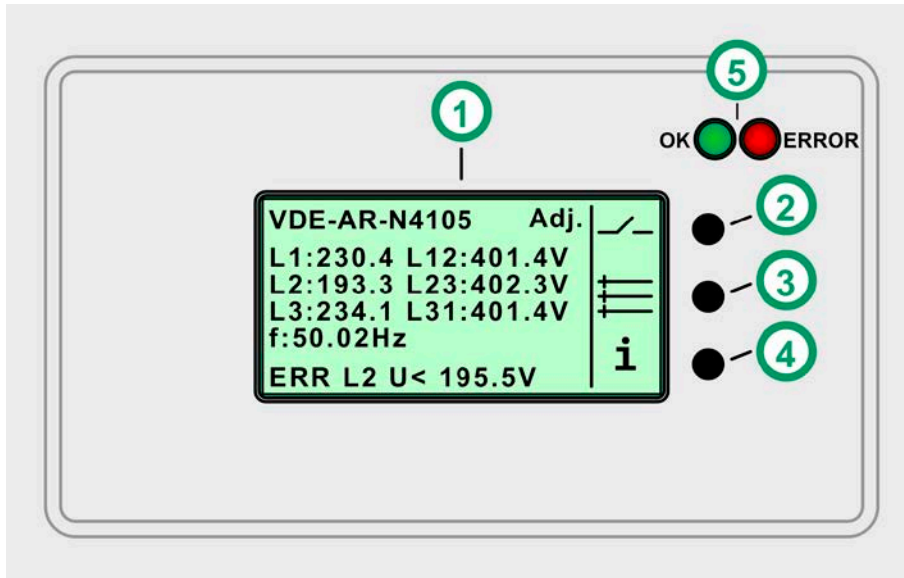 5
1
OK ERROR
VDE-AR-N4105 Adj.
2
L1:230.4 L12:401.4V
L2:193.3 L23:402.3V
3
L3:234.1 L31:401.4V
f:50.02Hz
i
4
ERR L2 U< 195.5V